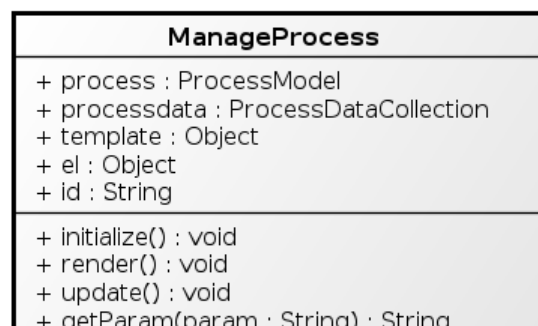 ManageProcess
+ process : ProcessModel
+ processdata : ProcessDataCollection
+ template : Object
+ el : Object
+ id : String
+ initialize() : void
+ render() : void
+ update() : void
+ getParam(param : String) : String